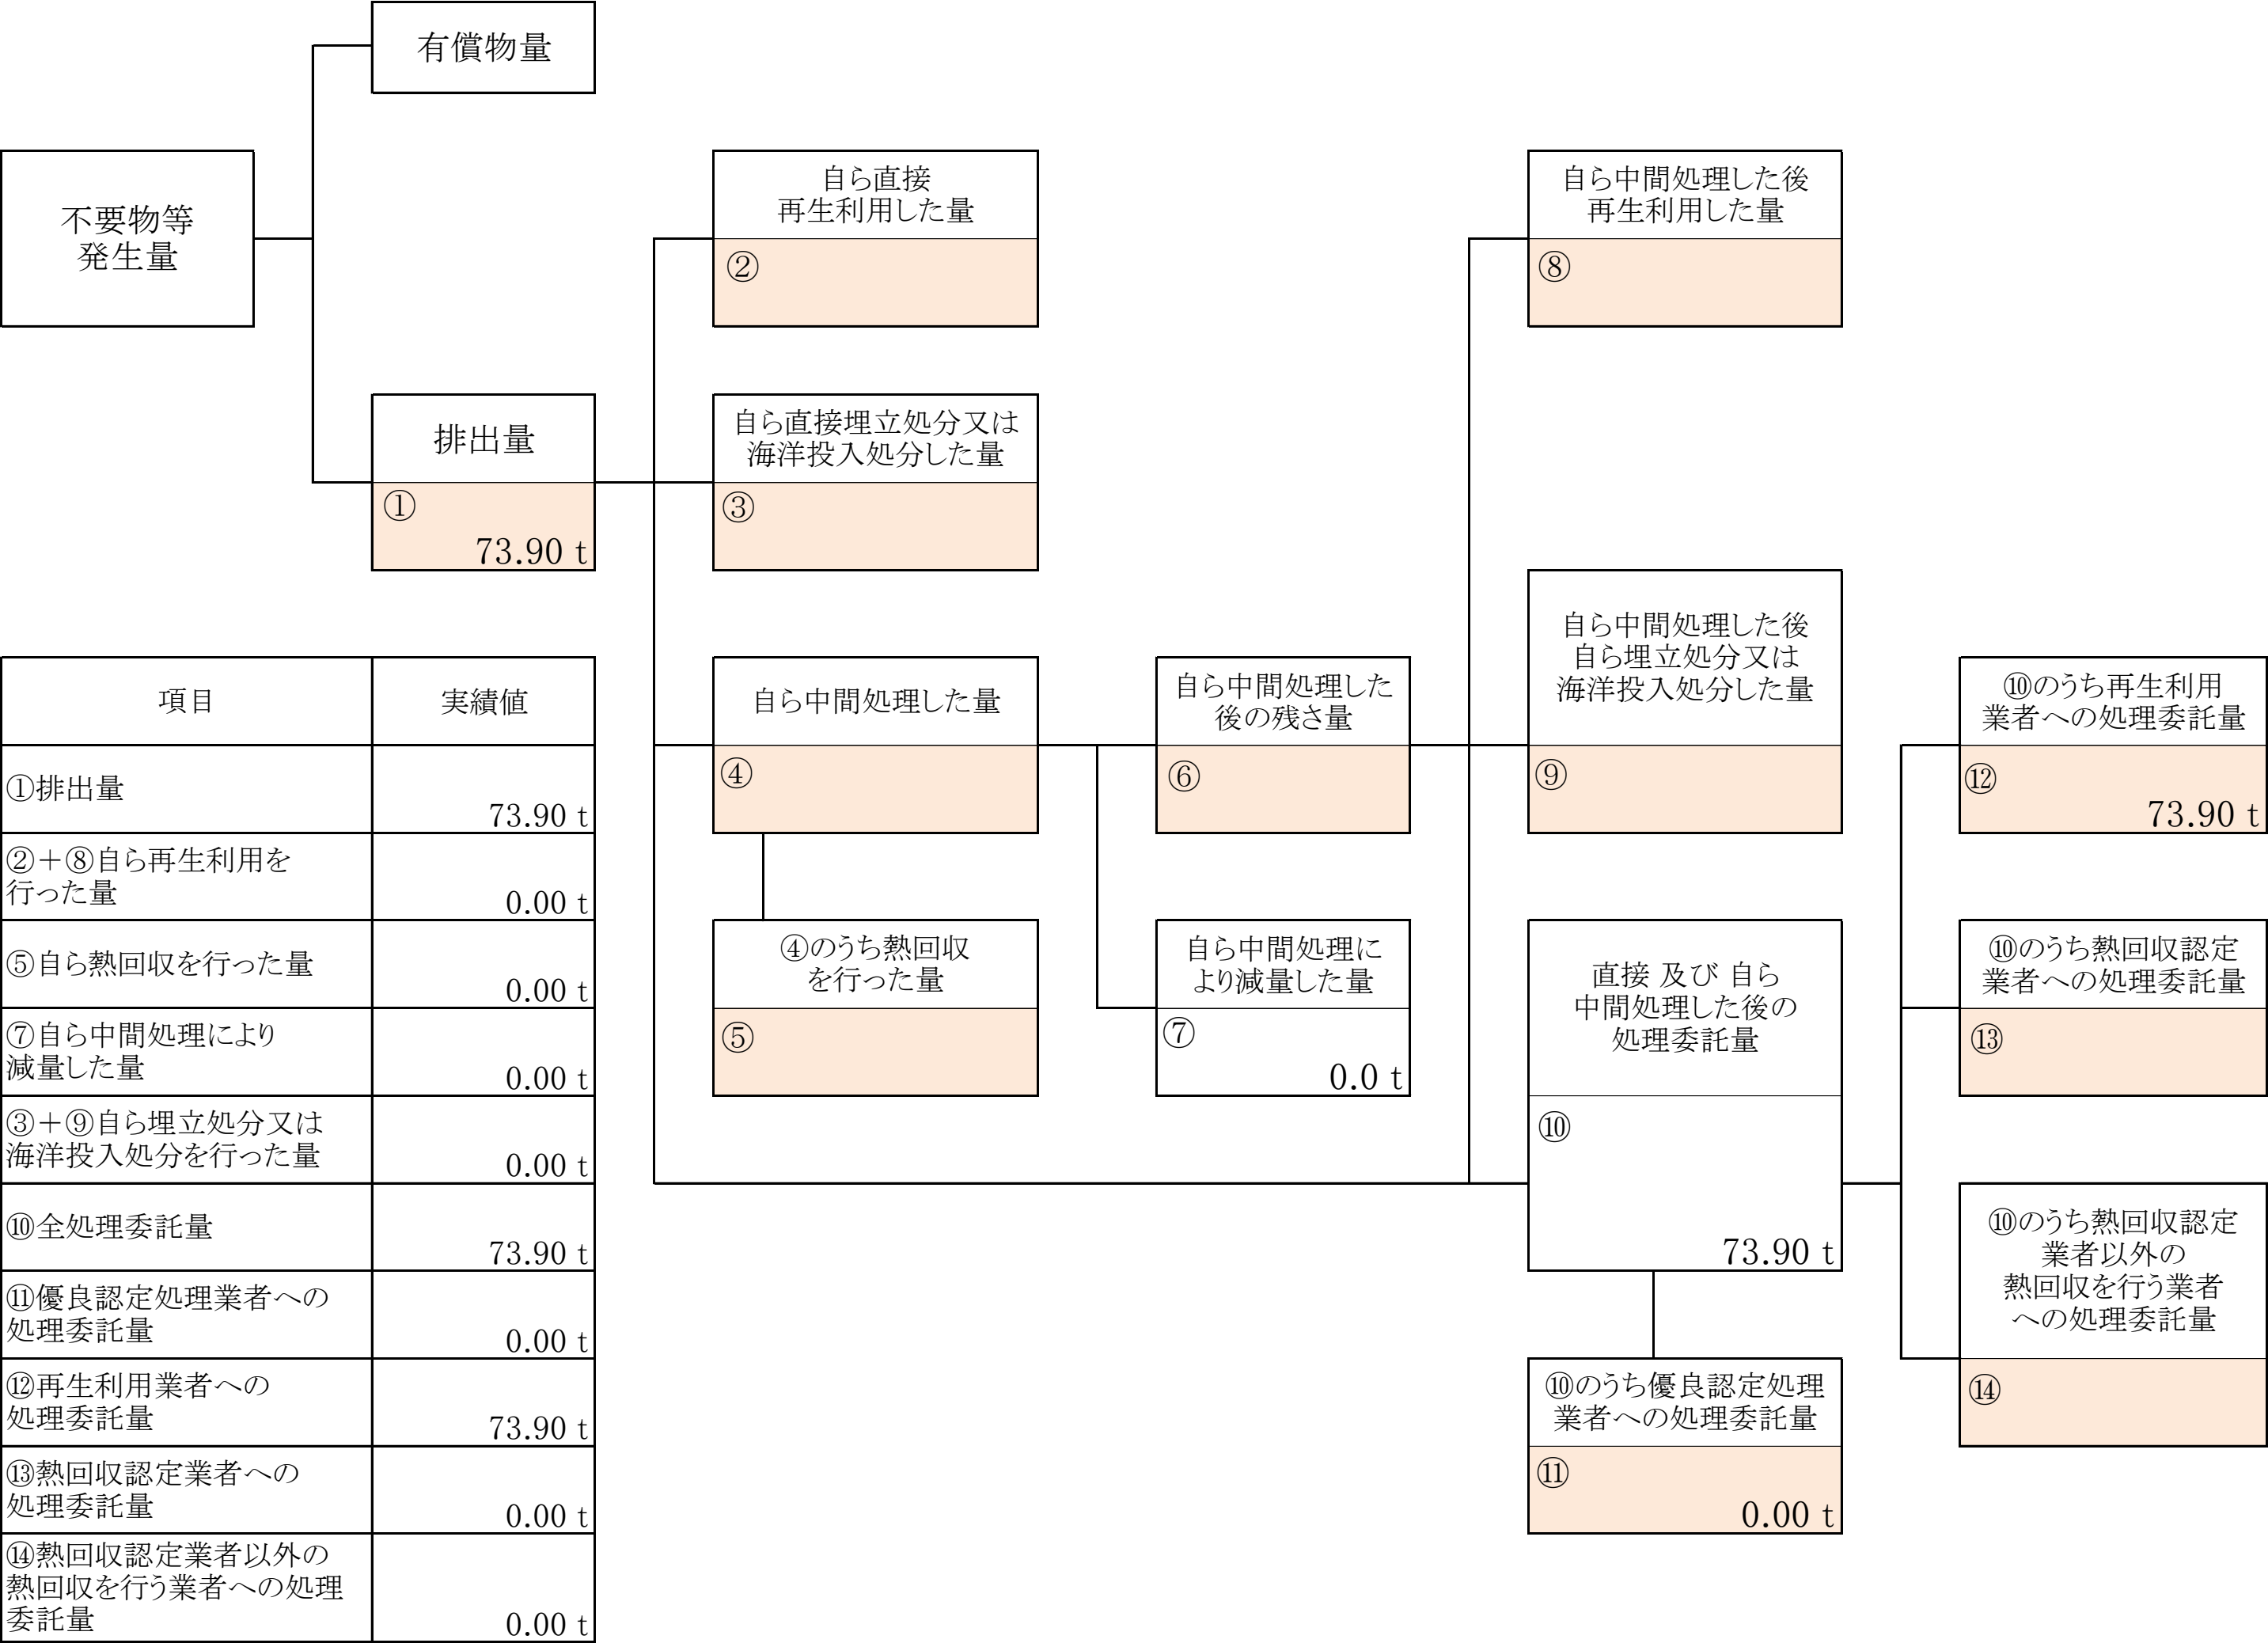 有償物量
不要物等
発生量
自ら直接
再生利用した量
②
自ら中間処理した後
再生利用した量
⑧
排出量
①
73.90 t
自ら直接埋立処分又は
海洋投入処分した量
③
自ら中間処理した量
④
自ら中間処理した
後の残さ量
⑥
自ら中間処理した後
自ら埋立処分又は
海洋投入処分した量
⑨
⑩のうち再生利用
業者への処理委託量
⑫
73.90 t
④のうち熱回収
を行った量
⑤
自ら中間処理に
より減量した量
⑦
0.0 t
直接 及び 自ら
中間処理した後の
処理委託量
⑩
73.90 t
⑩のうち熱回収認定
業者への処理委託量
⑬
⑩のうち熱回収認定
業者以外の
熱回収を行う業者
への処理委託量
⑭
⑩のうち優良認定処理
業者への処理委託量
⑪
0.00 t
項目
実績値
①排出量
73.90 t
②＋⑧自ら再生利用を
行った量
0.00 t
⑤自ら熱回収を行った量
0.00 t
⑦自ら中間処理により
減量した量
0.00 t
③＋⑨自ら埋立処分又は
海洋投入処分を行った量
0.00 t
⑩全処理委託量
73.90 t
⑪優良認定処理業者への
処理委託量
0.00 t
⑫再生利用業者への
処理委託量
73.90 t
⑬熱回収認定業者への
処理委託量
0.00 t
⑭熱回収認定業者以外の
熱回収を行う業者への処理
委託量
0.00 t